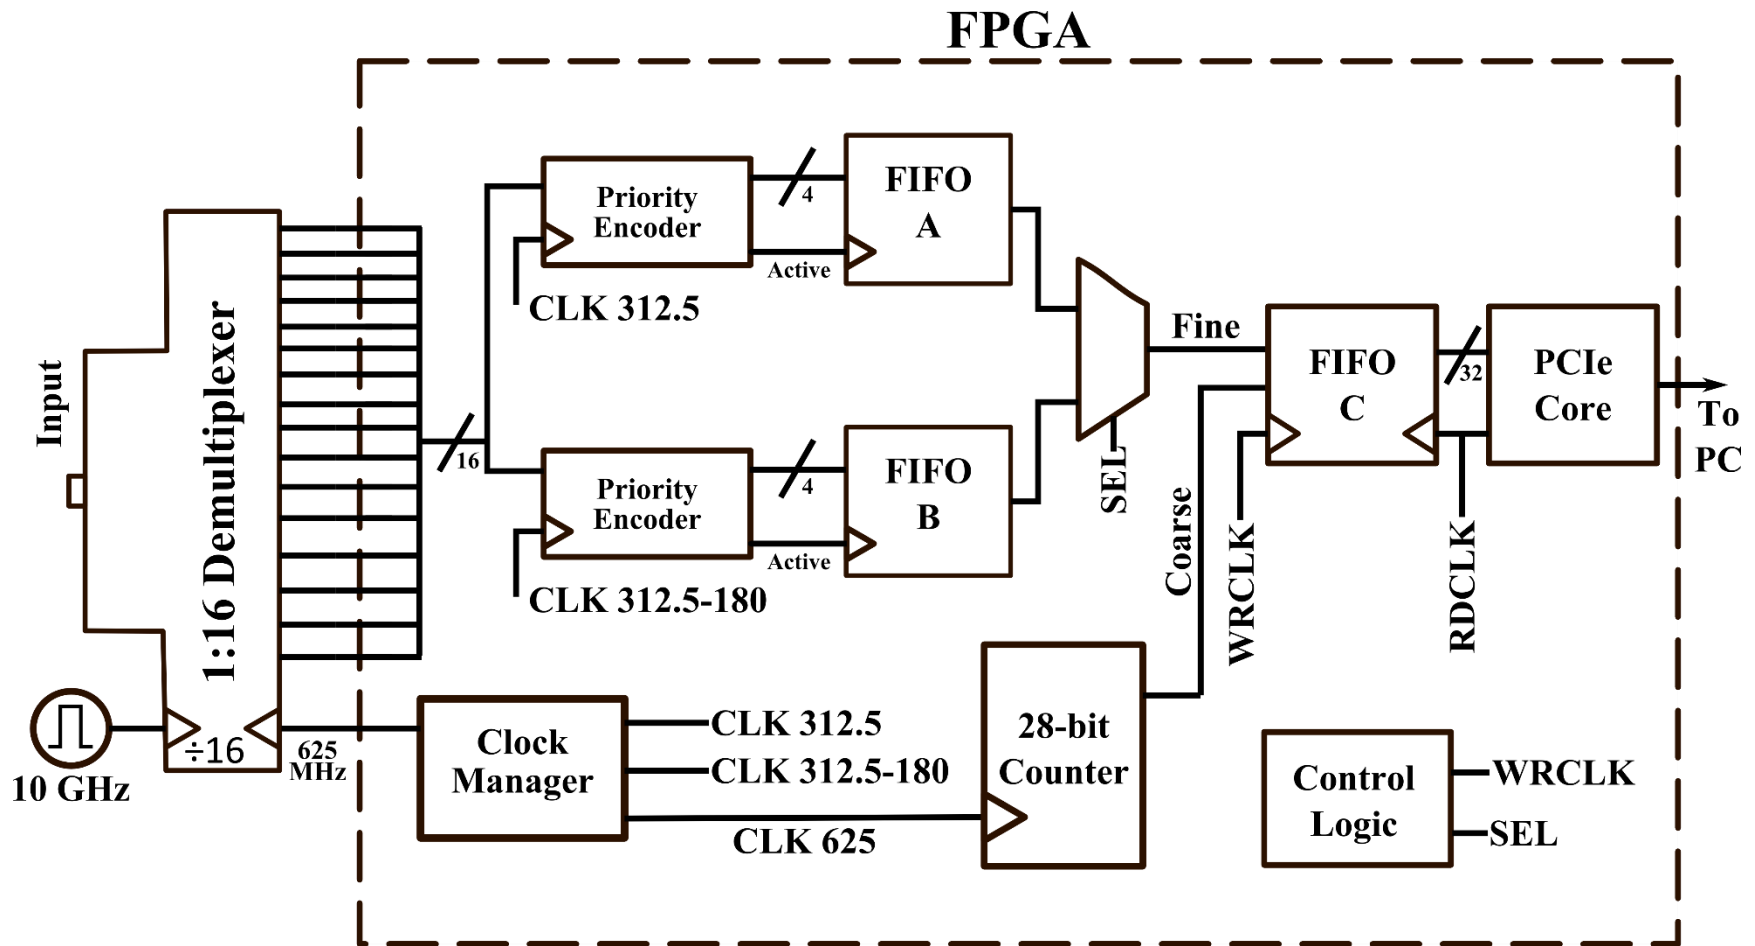 FPGA
Input
1:16 Demultiplexer
÷16
10 GHz
625
MHz
16
Priority
Encoder
CLK 312.5
4
Active
FIFO
A
Priority
Encoder
CLK 312.5-180
4
Active
FIFO
B
SEL
Fine
Coarse
FIFO
C
WRCLK
RDCLK
32
PCIe
Core
To
PC
Clock
Manager
CLK 312.5
CLK 312.5-180
CLK 625
28-bit
Counter
Control
Logic
WRCLK
SEL